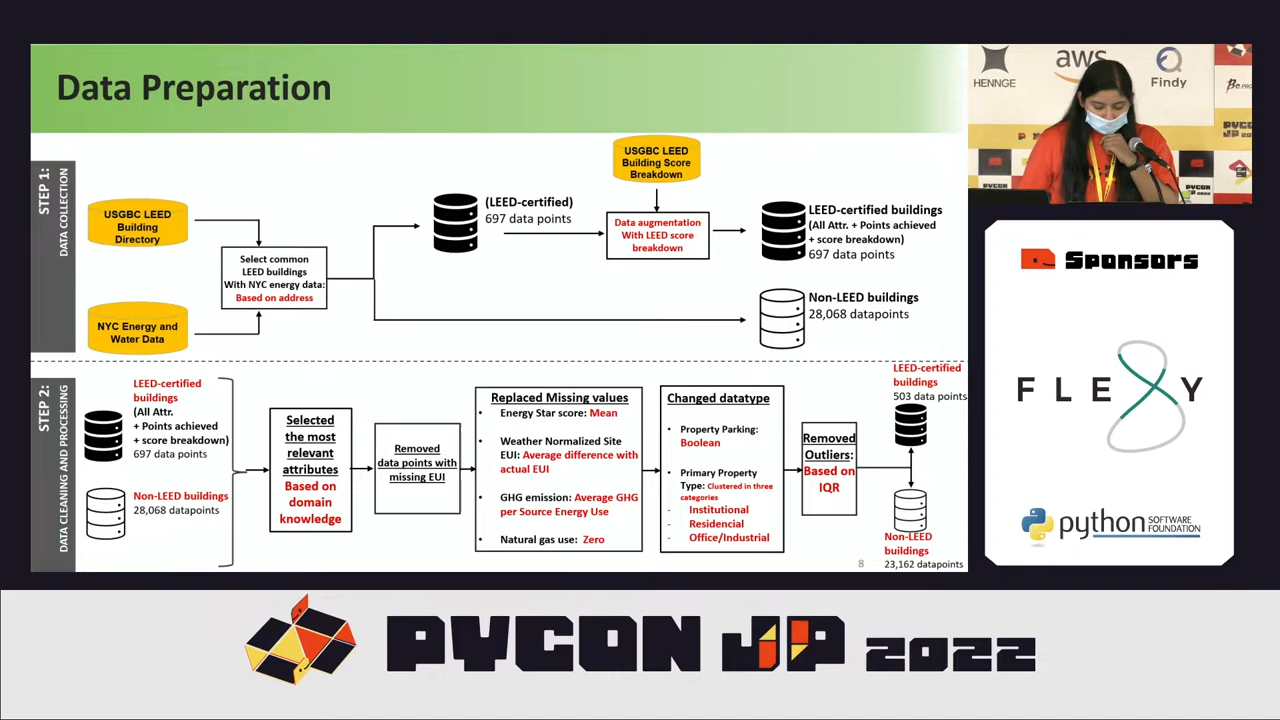 Data Preparation
STEP 1:
DATA COLLECTION
USGBC LEED
Building
Directory
NYC Energy and
Water Data
Select common
LEED buildings
With NYC energy data:
Based on address
(LEED-certified)
697 data points
USGBC LEED
Building Score
Breakdown
Data augmentation
With LEED score
breakdown
LEED-certified buildings
(All Attr. + Points achieved
+ score breakdown)
697 data points
Non-LEED buildings
28,068 datapoints
STEP 2:
DATA CLEANING AND PROCESSING
LEED-certified
buildings
(All Attr.
+ Points achieved
+ score breakdown)
697 data points
Non-LEED buildings
28,068 datapoints
Selected
the most
relevant
attributes
Based on
domain
knowledge
Removed
data points with
missing EUI
Replaced Missing values
• Energy Star score: Mean
• Weather Normalized Site
EUI: Average difference with
actual EUI
• GHG emission: Average GHG
per Source Energy Use
• Natural gas use: Zero
Changed datatype
• Property Parking:
Boolean
• Primary Property
Type: Clustered in three
categories
- Institutional
- Residencial
- Office/Industrial
Removed
Outliers:
Based on
IQR
LEED-certified
buildings
503 data points
Non-LEED
buildings
23,162 datapoints
8
HENNGE
aws
Findy
PYCON
JP 2022
Sponsors
FLEXY
python SOFTWARE
FOUNDATION
PYCON JP 2022